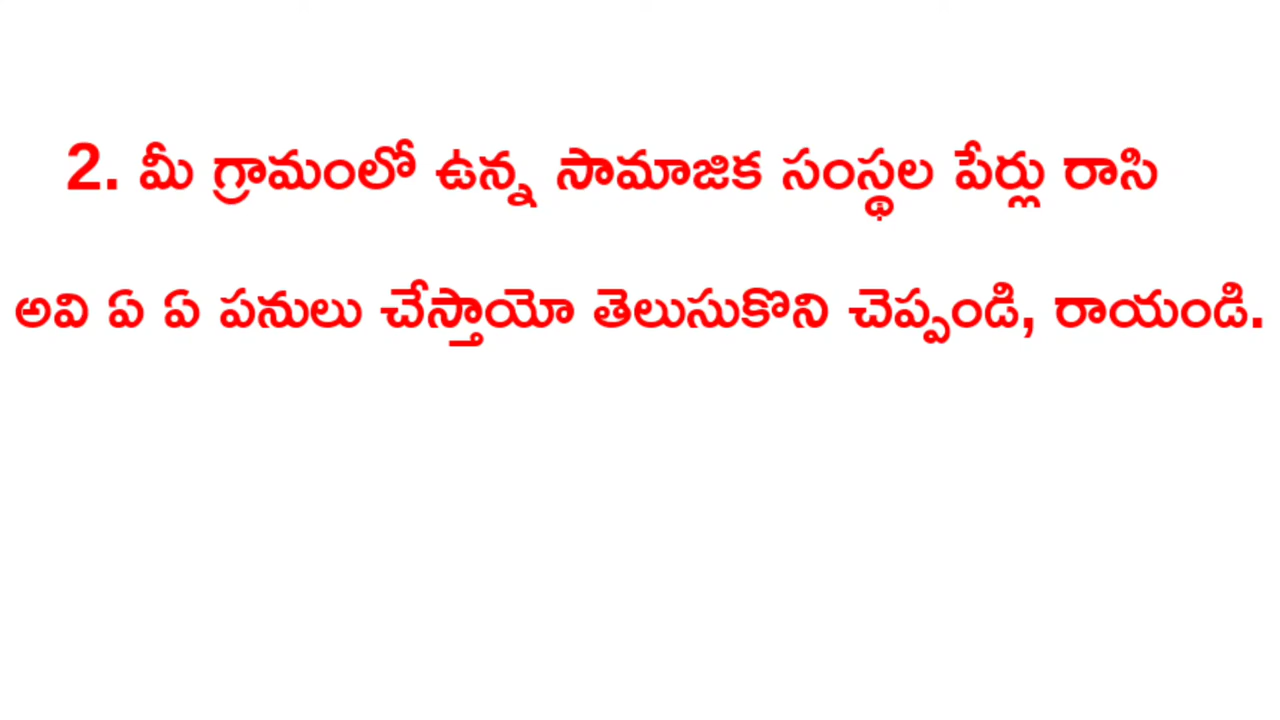 2. మీ గ్రామంలో ఉన్న సామాజిక సంస్థల పేర్లు రాసి
అవి ఏ ఏ పనులు చేస్తాయో తెలుసుకొని చెప్పండి, రాయండి.